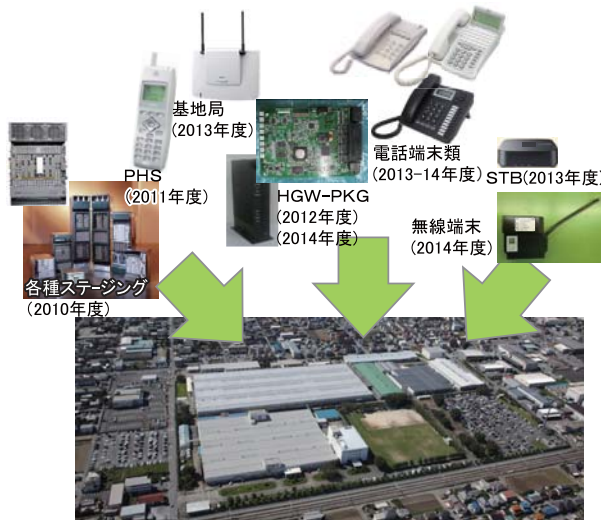 基地局
(2013年度)
PHS
(2011年度)
HGW-PKG
(2012年度)
(2014年度)
電話端末類
(2013-14年度)
STB(2013年度)
無線端末
(2014年度)
各種ステージング
(2010年度)